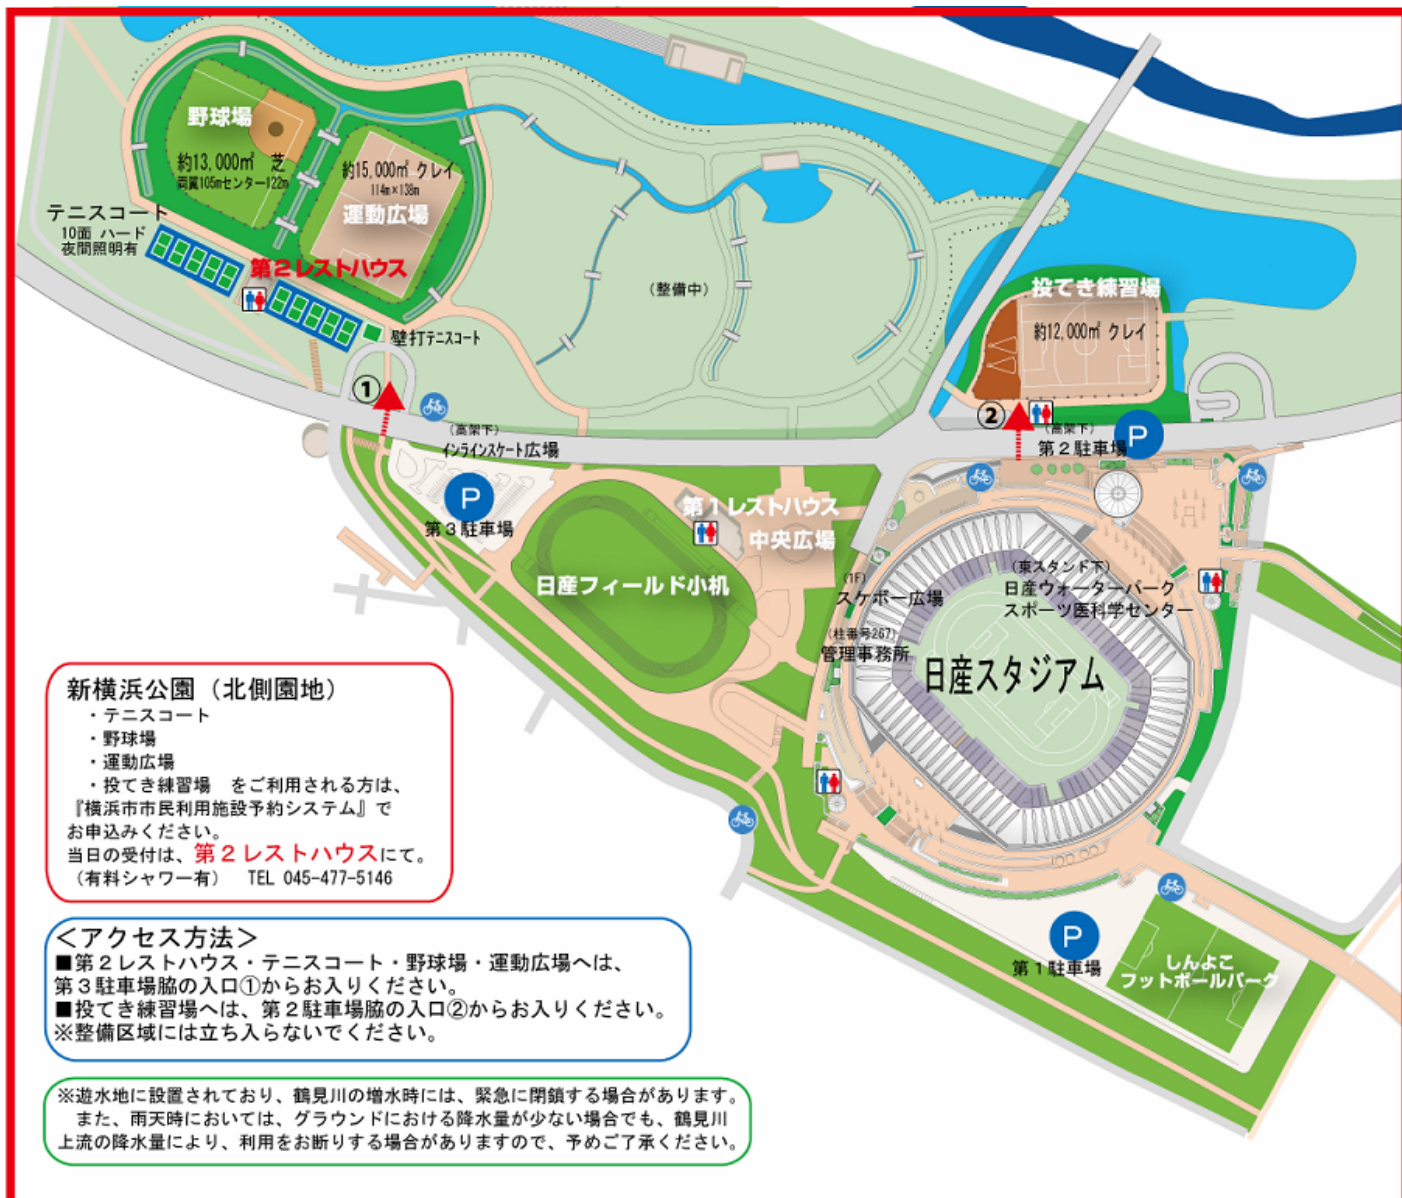 野球場
約13,000㎡ 芝
両翼105mセンター122m
約15,000㎡ クレイ
114m×138m
運動広場
テニスコート
10面 ハード
夜間照明有
第2レストハウス
壁打テニスコート
(整備中)
投てき練習場
約12,000㎡ クレイ
①
②
(高架下)
インラインスケート広場
(高架下)
第2駐車場
P
P
第3駐車場
第1レストハウス
中央広場
日産フィールド小机
(1F)
スケボー広場
(東スタンド下)
日産ウォーターパーク
スポーツ医科学センター
(柱番号267)
管理事務所
日産スタジアム
P
第1駐車場
しんよこ
フットボールパーク
新横浜公園(北側園地)
・テニスコート
・野球場
・運動広場
・投てき練習場 をご利用される方は、
『横浜市市民利用施設予約システム』で
お申込みください。
当日の受付は、第2レストハウスにて。
(有料シャワー有) TEL 045-477-5146
<アクセス方法>
■第2レストハウス・テニスコート・野球場・運動広場へは、
第3駐車場脇の入口①からお入りください。
■投てき練習場へは、第2駐車場脇の入口②からお入りください。
※整備区域には立ち入らないでください。
※遊水地に設置されており、鶴見川の増水時には、緊急に閉鎖する場合があります。
また、雨天時においては、グラウンドにおける降水量が少ない場合でも、鶴見川
上流の降水量により、利用をお断りする場合がありますので、予めご了承ください。